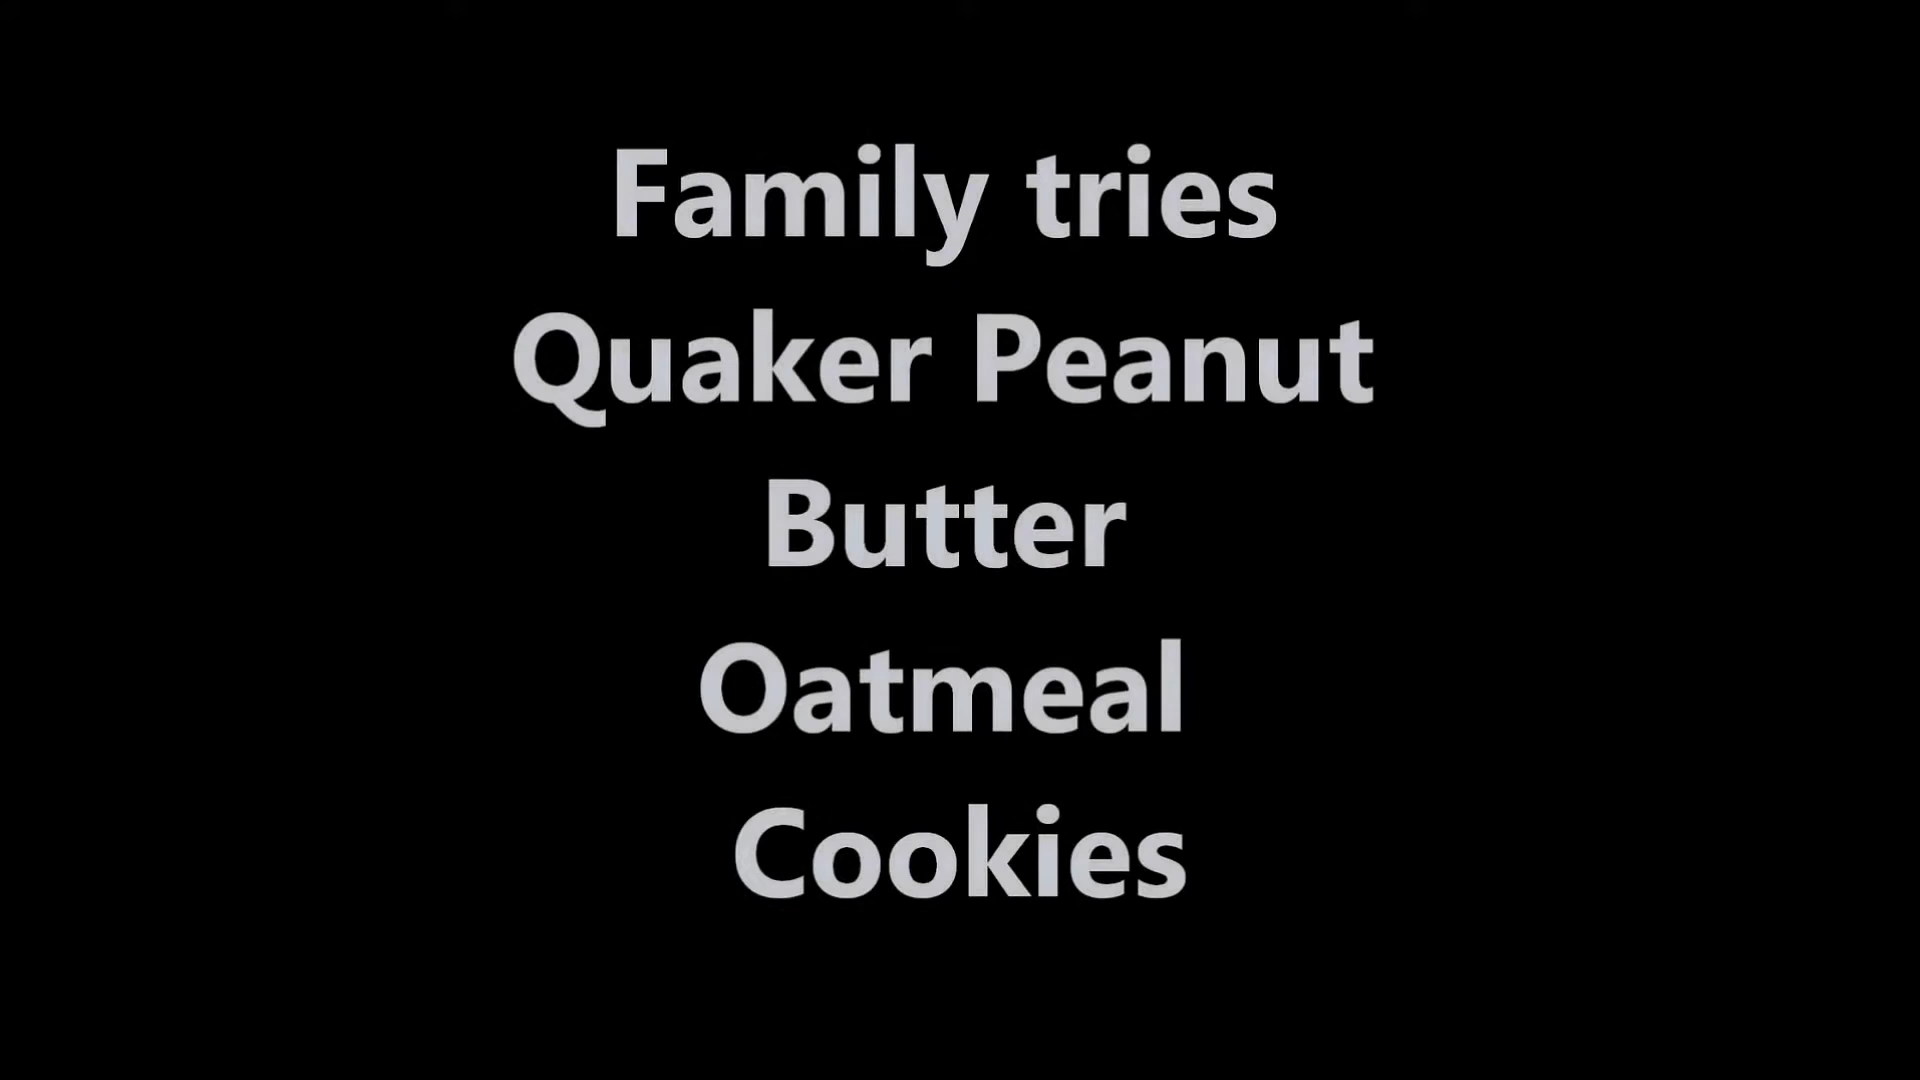 Family tries
Quaker Peanut
Butter
Oatmeal
Cookies